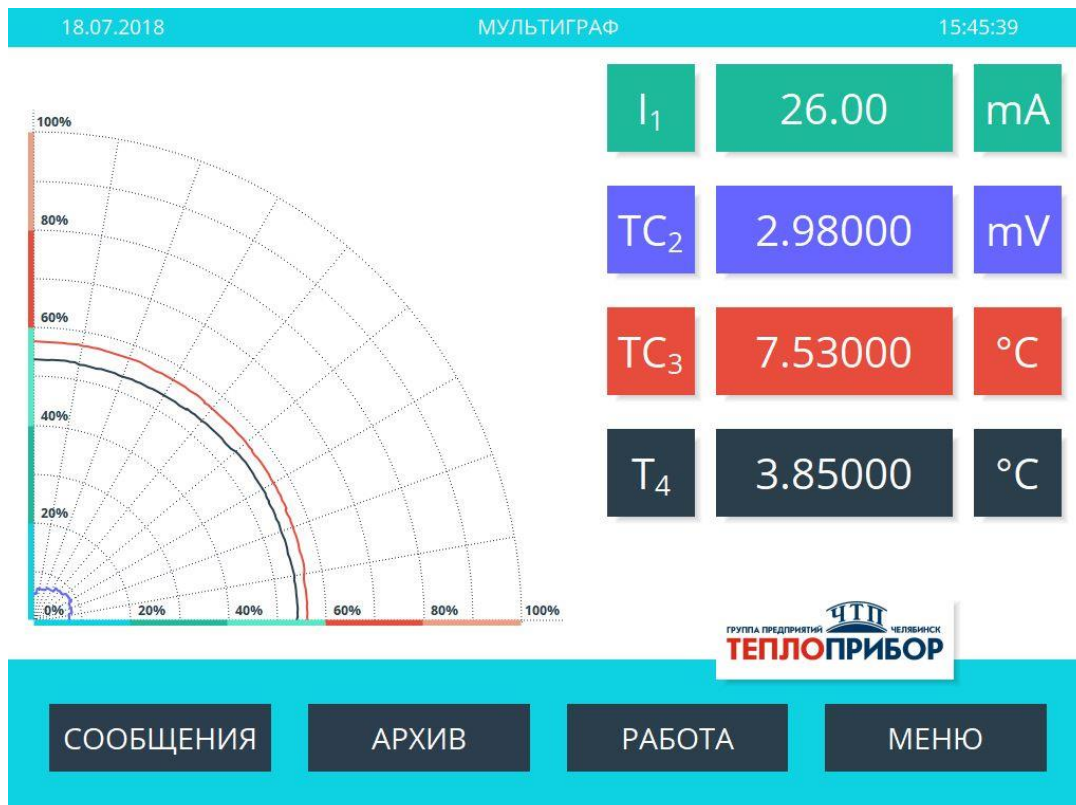 18.07.2018 МУЛЬТИГРАФ 15:45:39
I₁ 26.00 mA
TC₂ 2.98000 mV
TC₃ 7.53000 °C
T₄ 3.85000 °C
100%
80%
60%
40%
20%
0% 20% 40% 60% 80% 100%
ЧТП
ГРУППА ПРЕДПРИЯТИЙ ЧЕЛЯБИНСК
ТЕПЛОПРИБОР
СООБЩЕНИЯ АРХИВ РАБОТА МЕНЮ